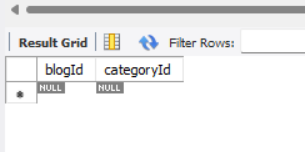 Result Grid Filter Rows:
blogId categoryId
NULL NULL